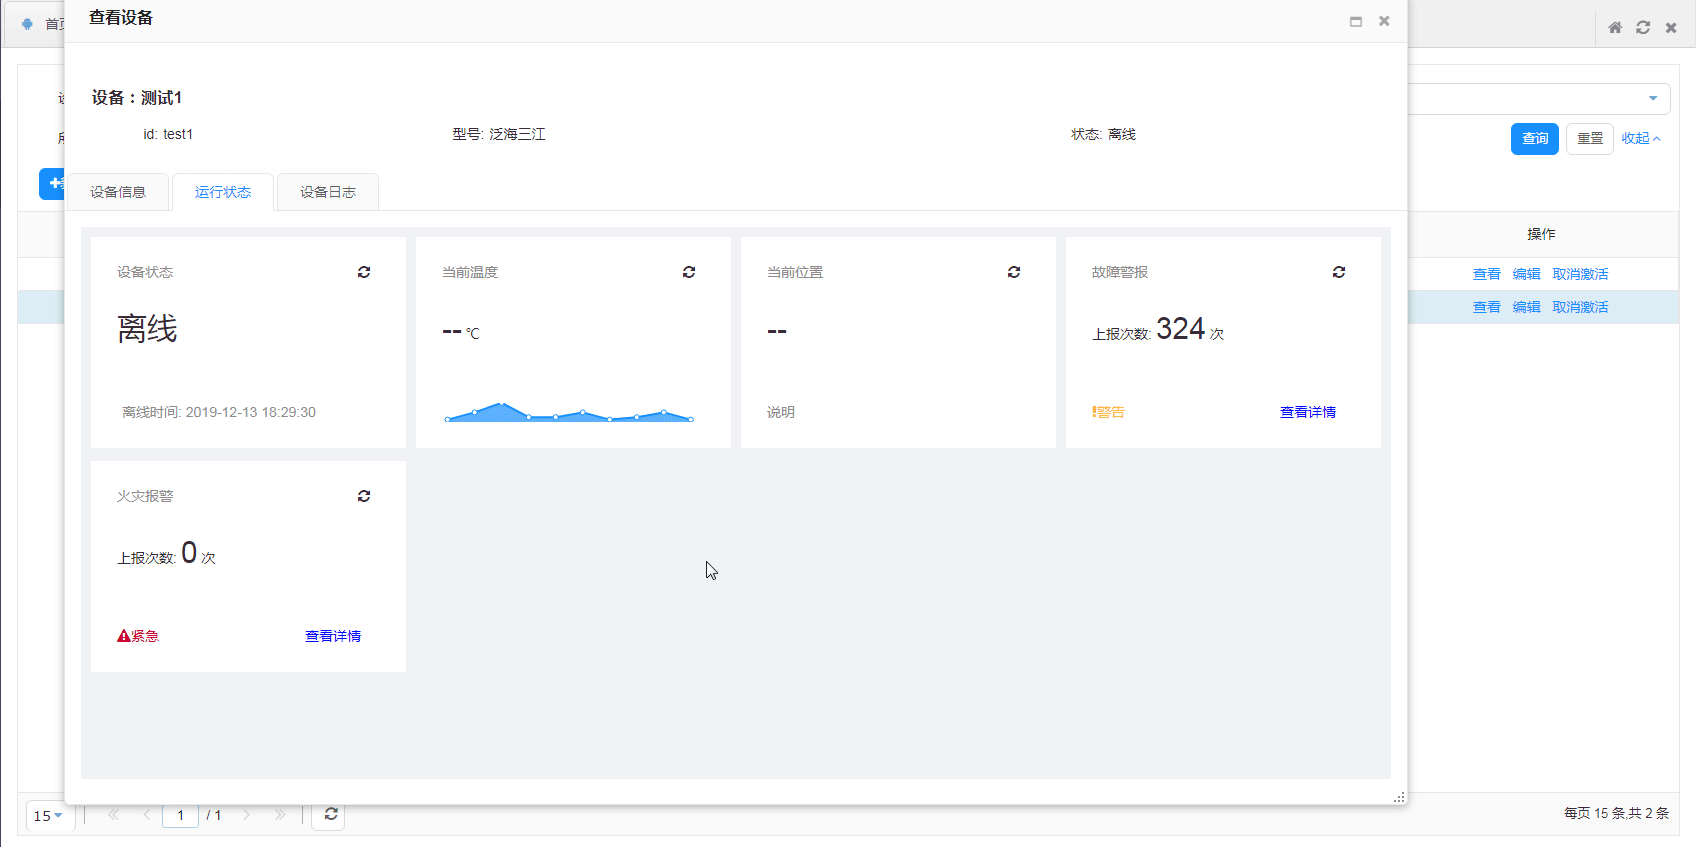 首页
查看设备
设备：测试1
id: test1
型号: 泛海三江
状态: 离线
查询
重置
收起
设备信息
运行状态
设备日志
操作
查看 编辑 取消激活
查看 编辑 取消激活
设备状态
离线
离线时间: 2019-12-13 18:29:30
当前温度
-- ℃
当前位置
--
说明
故障警报
上报次数: 324 次
!警告
查看详情
火灾报警
上报次数: 0 次
紧急
查看详情
15
1 / 1
每页 15 条,共 2 条